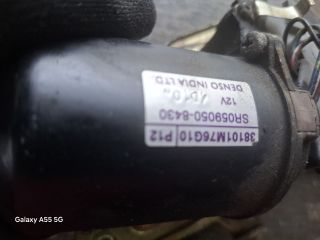 38101M76G10 P12
SR059050-8430
12V
DENSO INDIA LTD.
Galaxy A55 5G